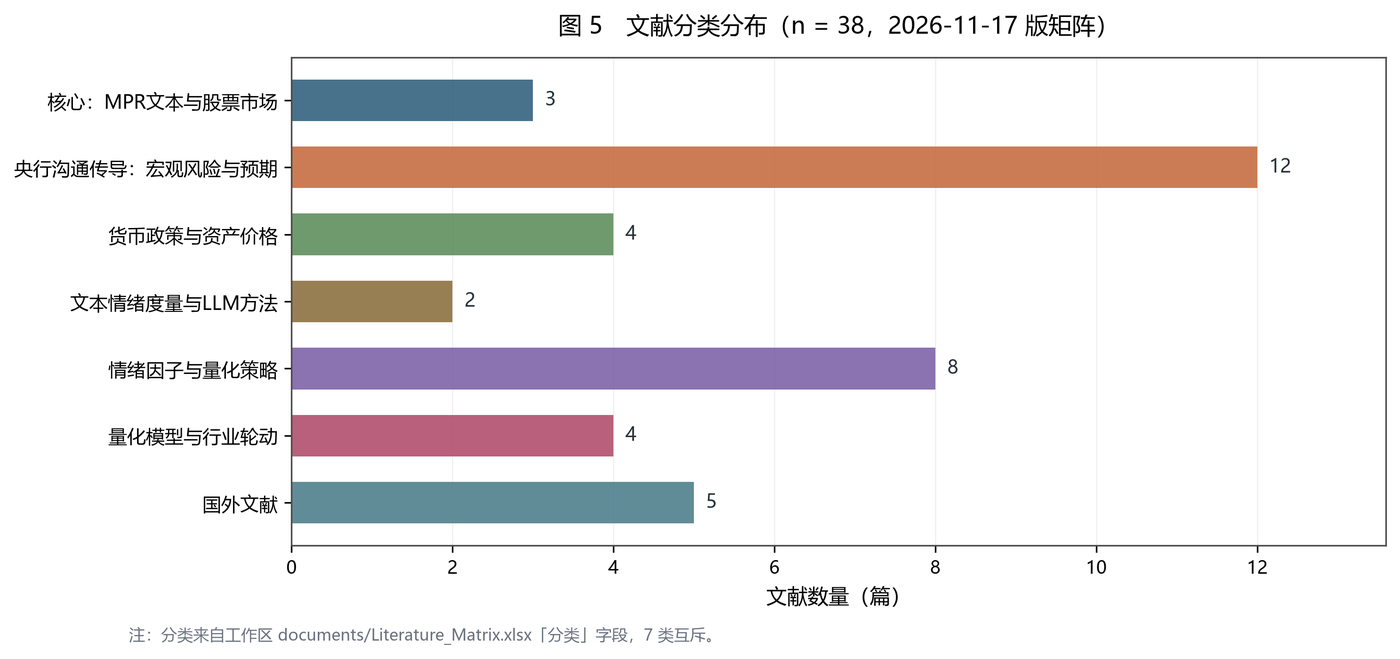 图 5　文献分类分布（n = 38，2026-11-17 版矩阵）
核心：MPR文本与股票市场
3
央行沟通传导：宏观风险与预期
12
货币政策与资产价格
4
文本情绪度量与LLM方法
2
情绪因子与量化策略
8
量化模型与行业轮动
4
国外文献
5
0 2 4 6 8 10 12
文献数量（篇）
注：分类来自工作区 documents/Literature_Matrix.xlsx「分类」字段，7 类互斥。